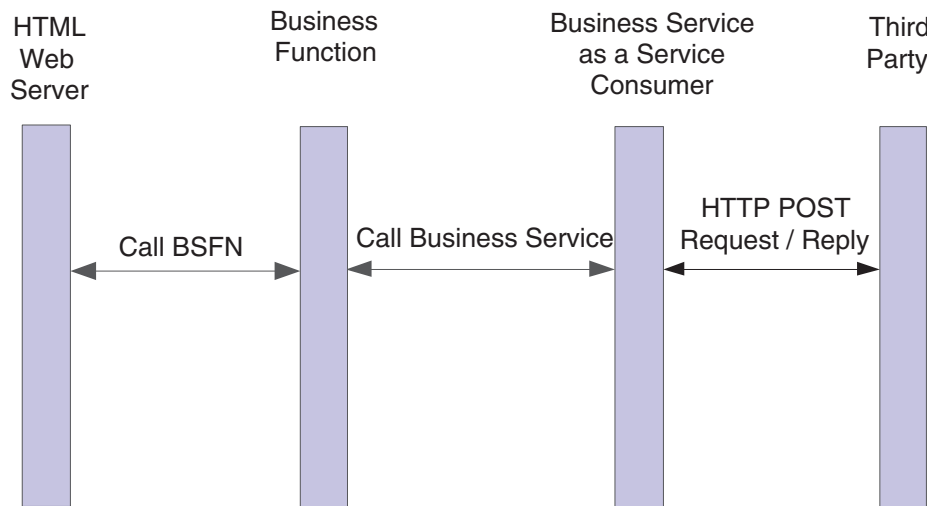 HTML
Web
Server
Business
Function
Business Service
as a Service
Consumer
Third
Party
Call BSFN
Call Business Service
HTTP POST
Request / Reply